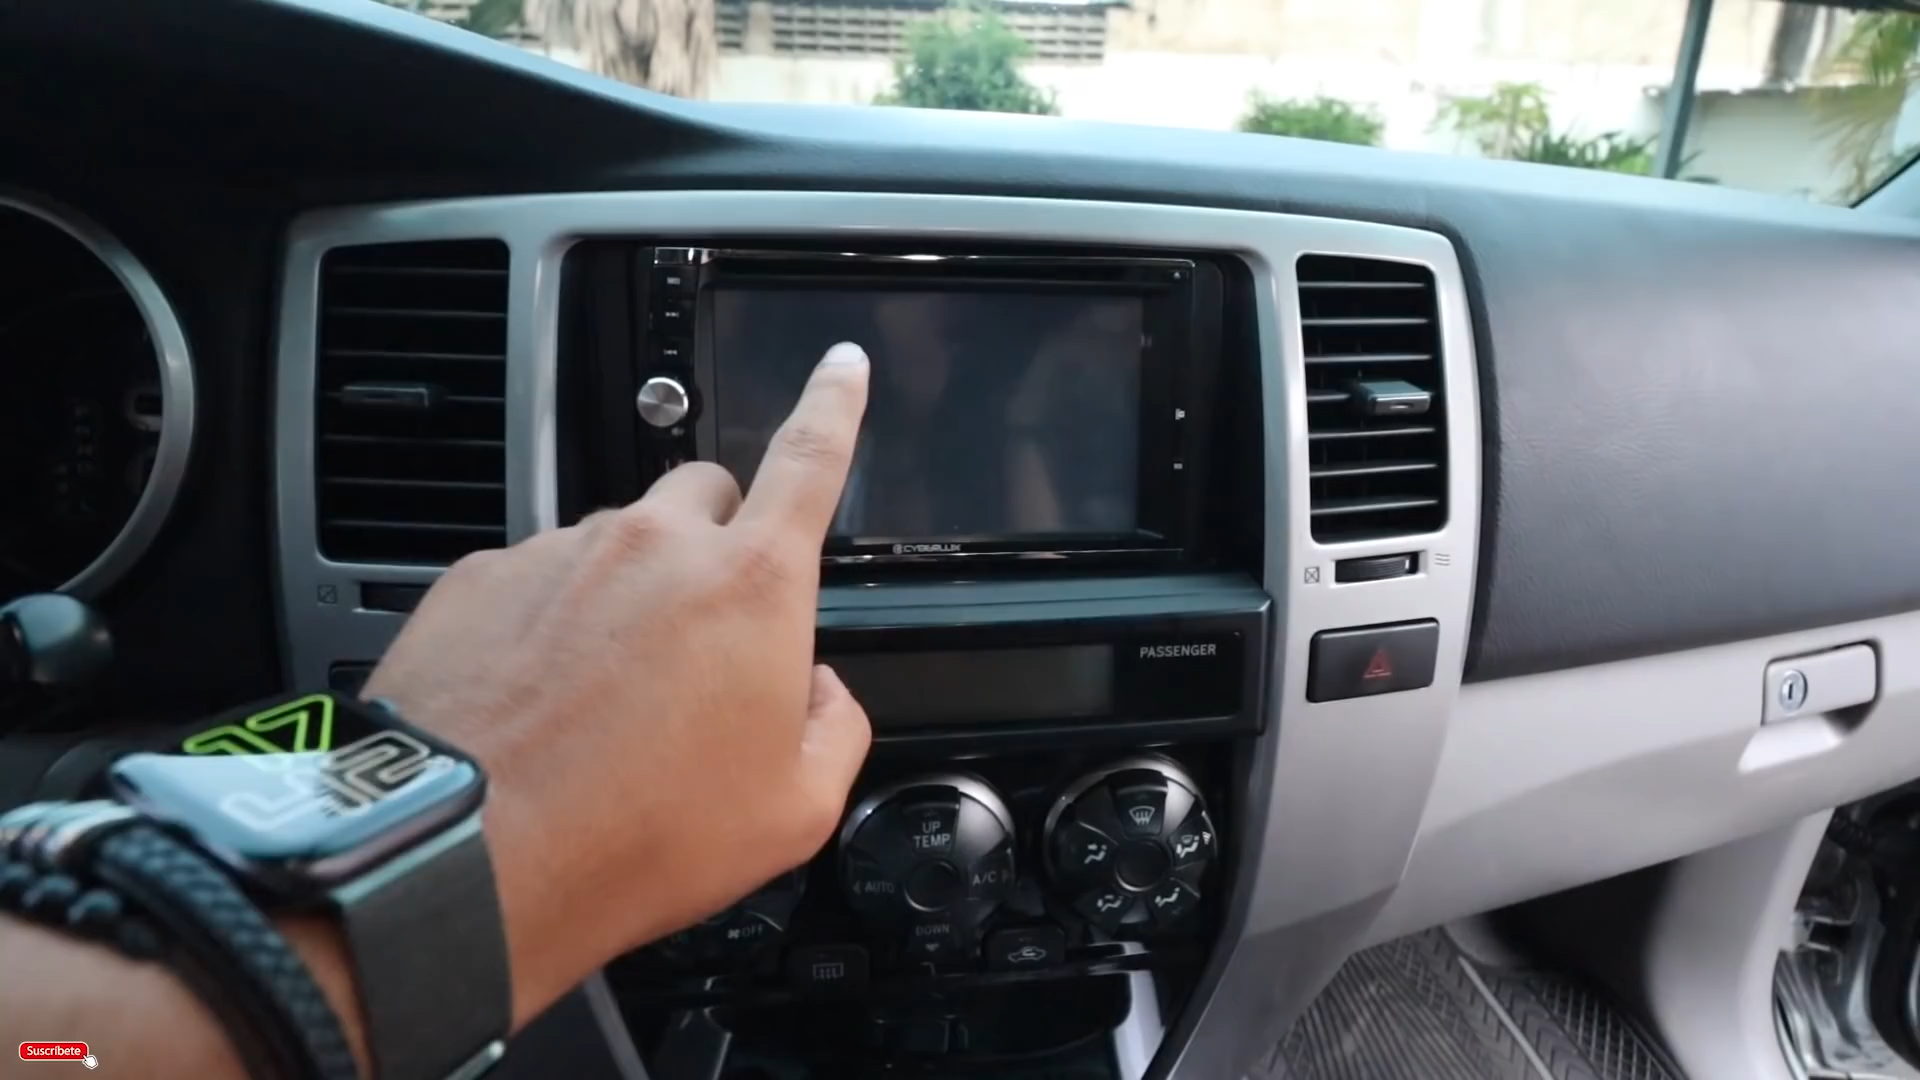 CYBERLUX
PASSENGER
UP
TEMP
AUTO
A/C
DOWN
OFF
Suscríbete